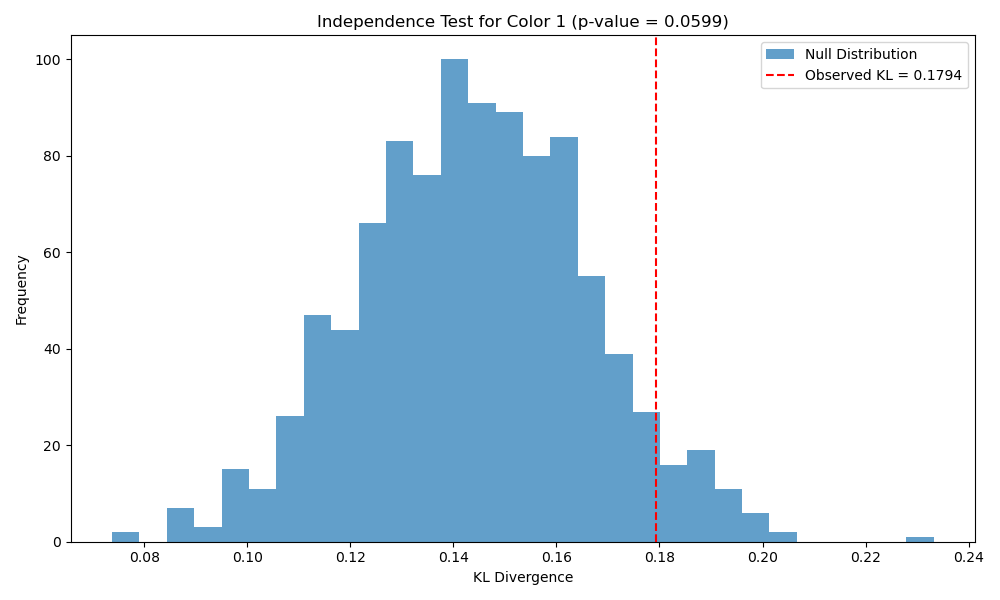 Independence Test for Color 1 (p-value = 0.0599)
Null Distribution
Observed KL = 0.1794
Frequency
100
80
60
40
20
0
0.08 0.10 0.12 0.14 0.16 0.18 0.20 0.22 0.24
KL Divergence